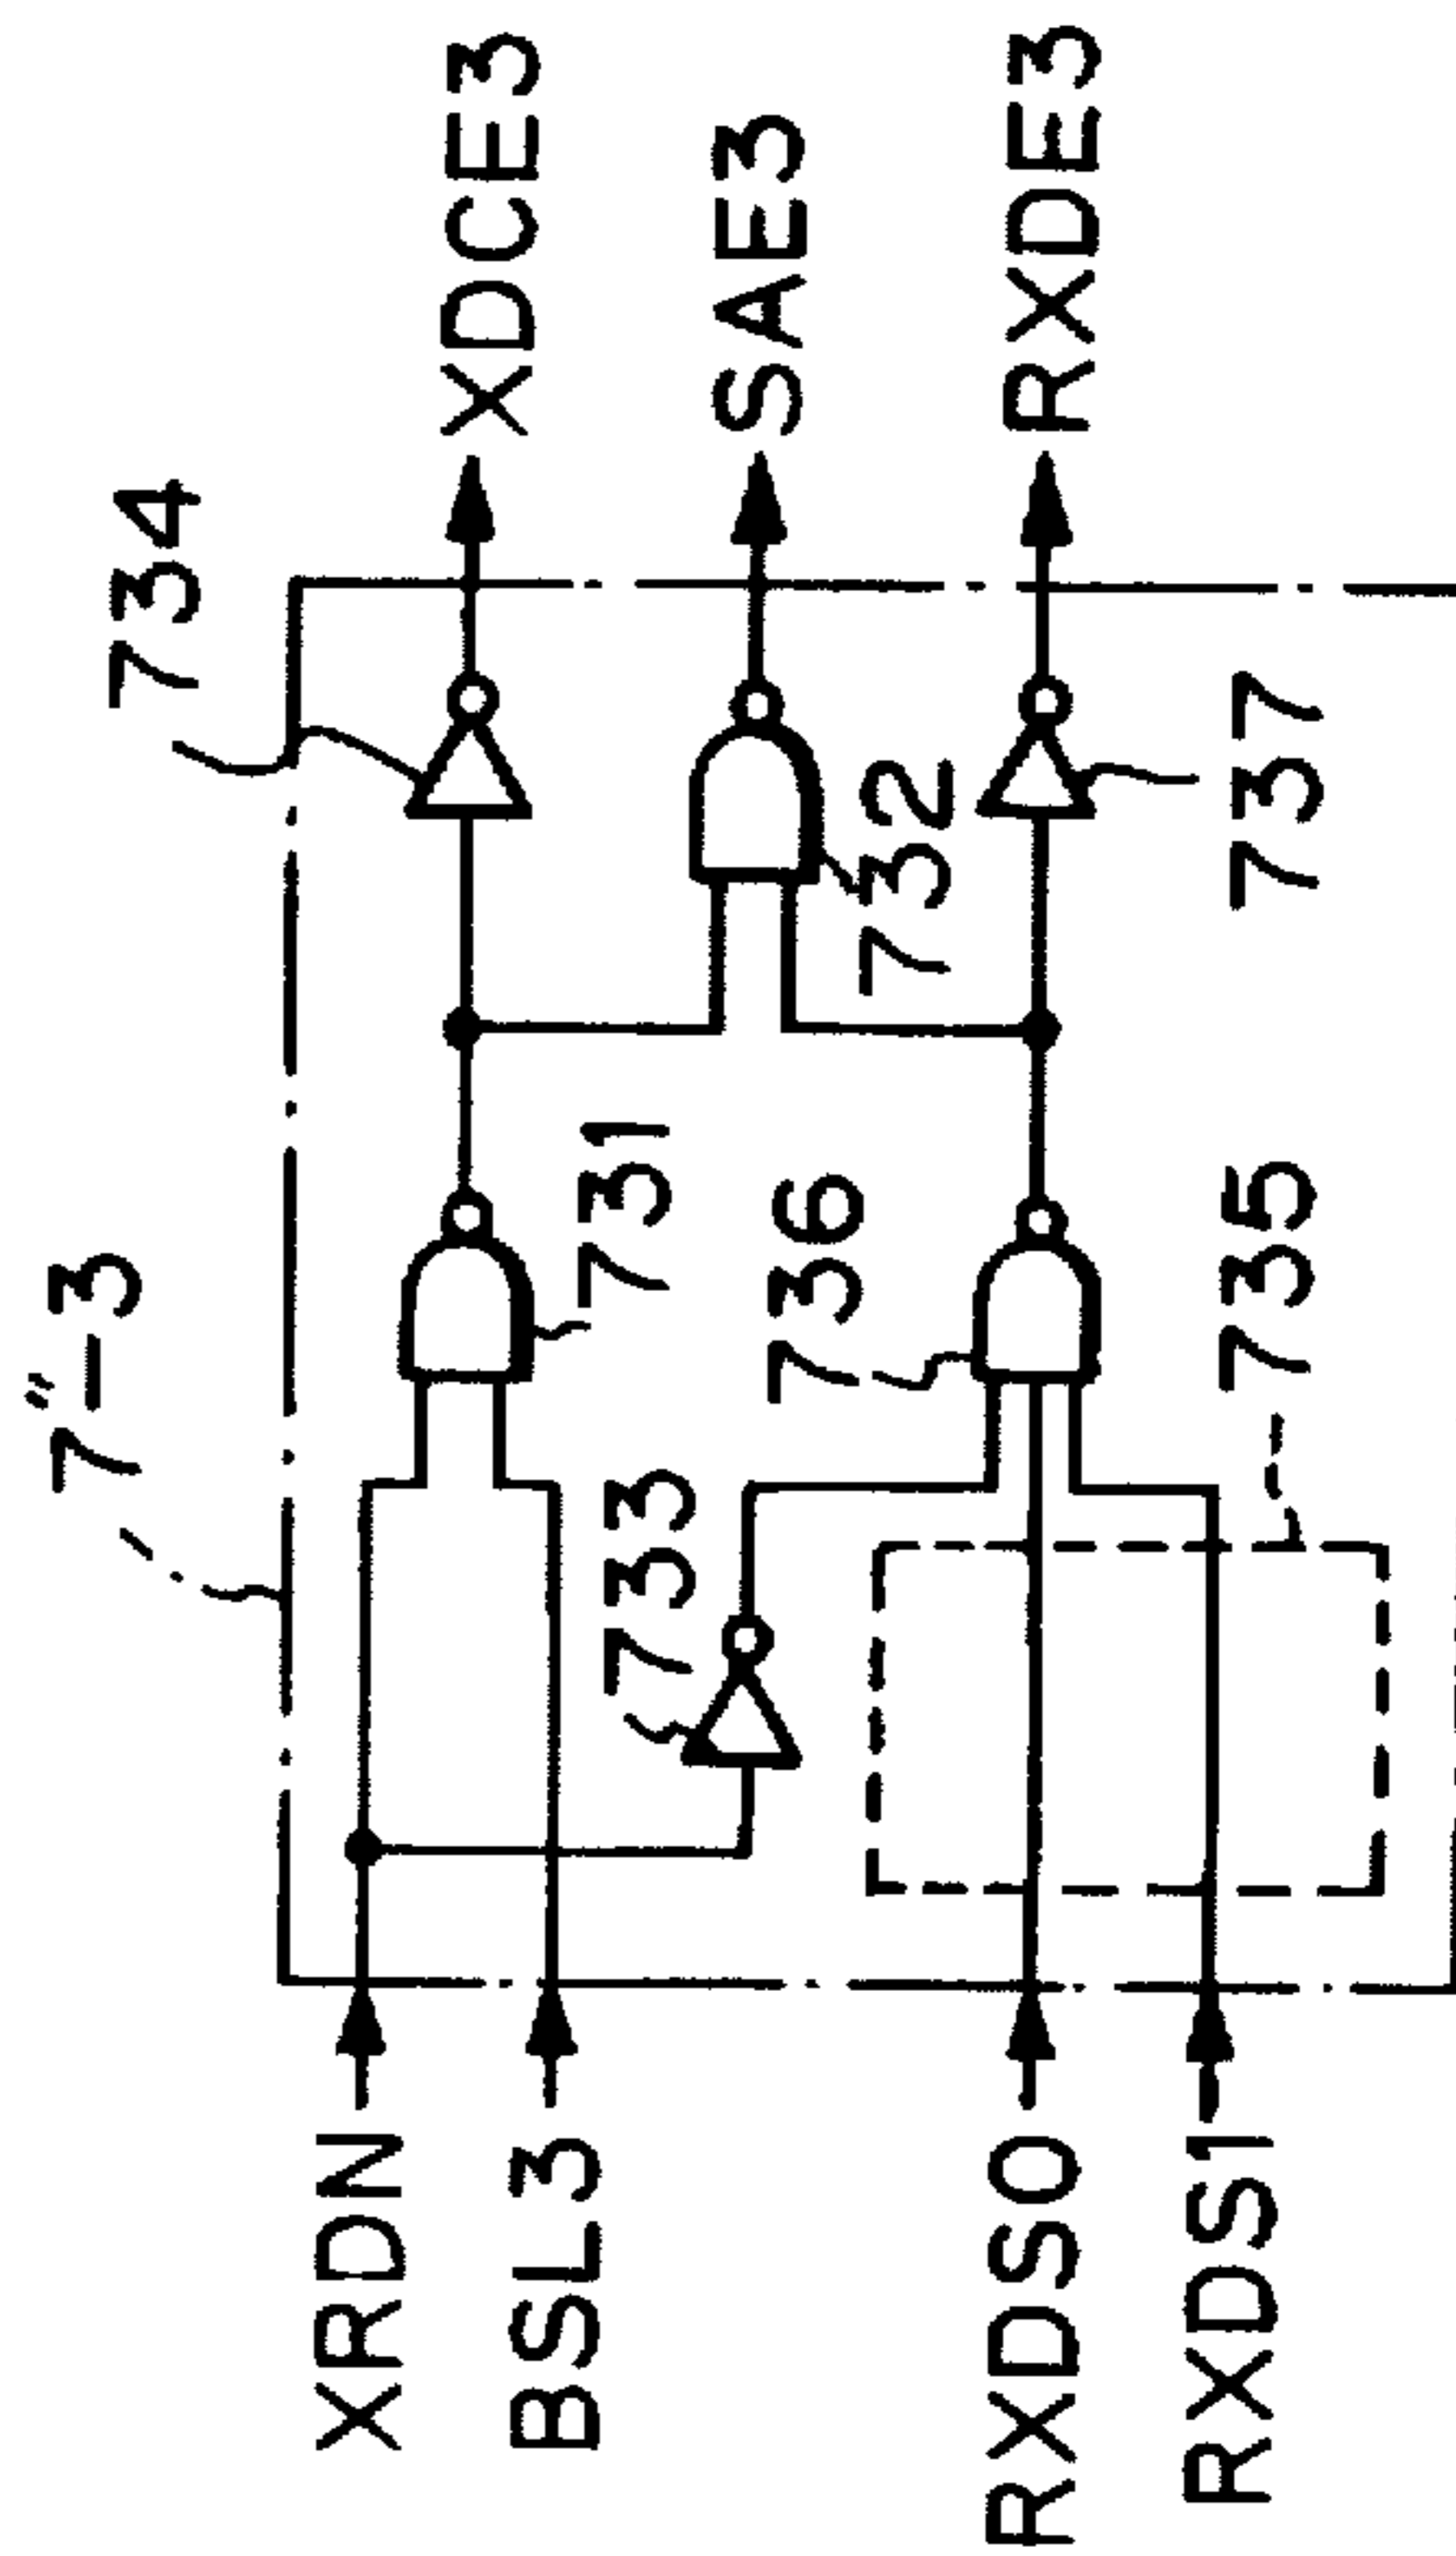 7"-3
734
XRDN
XDCE3
BSL3
731
733
SAE3
732
736
RXDS0
RXDE3
RXDS1
735
737